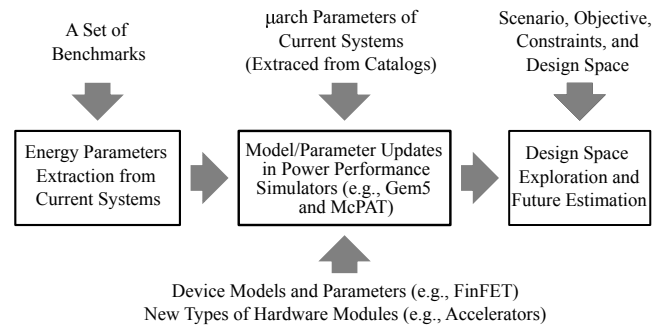 A Set of
Benchmarks
μarch Parameters of
Current Systems
(Extraced from Catalogs)
Scenario, Objective,
Constraints, and
Design Space
Energy Parameters
Extraction from
Current Systems
Model/Parameter Updates
in Power Performance
Simulators (e.g., Gem5
and McPAT)
Design Space
Exploration and
Future Estimation
Device Models and Parameters (e.g., FinFET)
New Types of Hardware Modules (e.g., Accelerators)